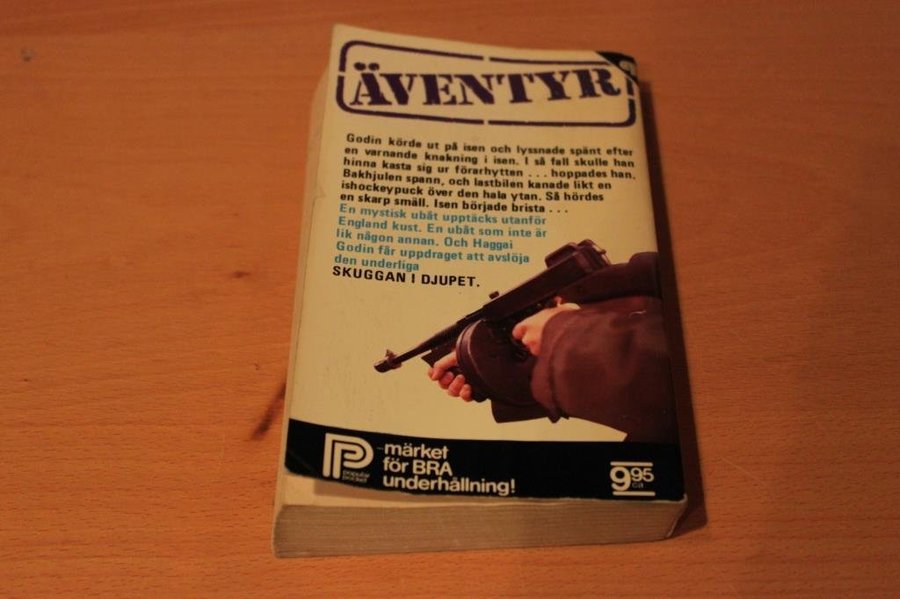 ÄVENTYR
Godin körde ut på isen och lyssnade spänt efter
en varnande knakning i isen. I så fall skulle han
hinna kasta sig ur förarhytten . . . hoppades han.
Bakhjulen spann, och lastbilen kanade likt en
ishockeypuck över den hala ytan. Så hördes
en skarp smäll. Isen började brista . . .
En mystisk ubåt upptäcks utanför
England kust. En ubåt som inte är
lik någon annan. Och Haggai
Godin får uppdraget att avslöja
den underliga
SKUGGAN I DJUPET.
P
populär
pocket
märket
för BRA
underhållning!
9.95
ca